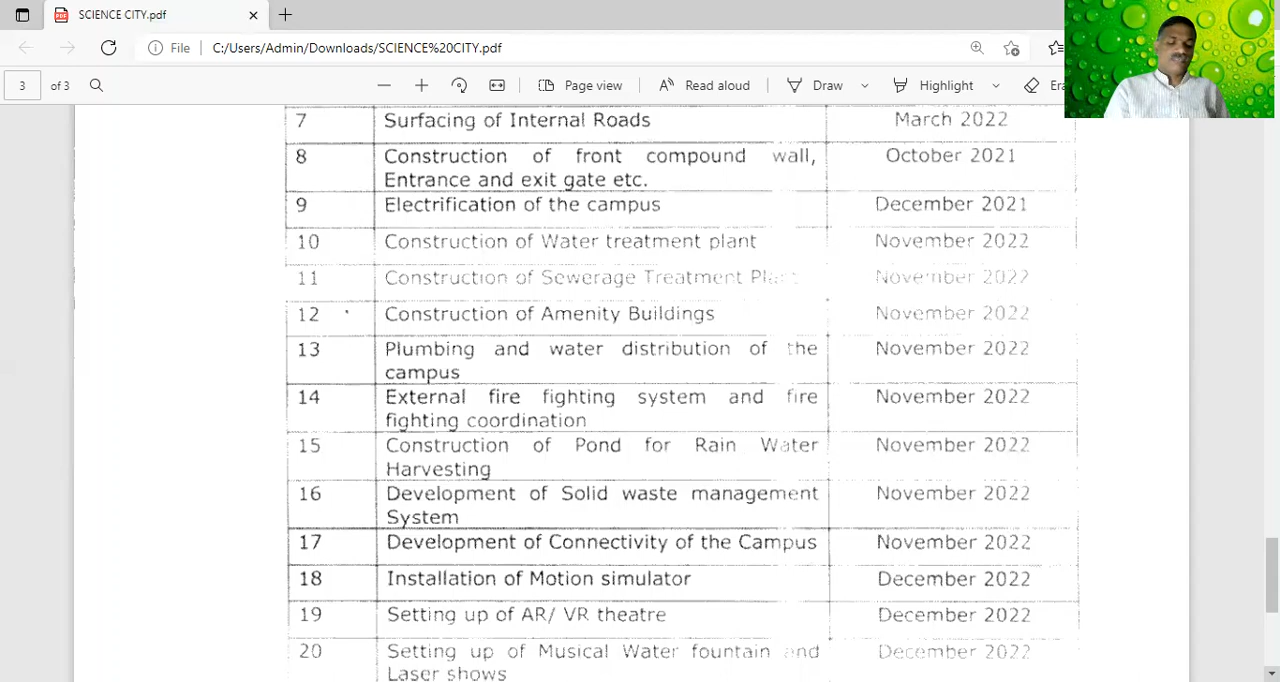 SCIENCE CITY.pdf
File
C:/Users/Admin/Downloads/SCIENCE%20CITY.pdf
3 of 3
Page view
Read aloud
Draw
Highlight
7 Surfacing of Internal Roads March 2022
8 Construction of front compound wall, October 2021
Entrance and exit gate etc.
9 Electrification of the campus December 2021
10 Construction of Water treatment plant November 2022
11 Construction of Sewerage Treatment Plant November 2022
12 Construction of Amenity Buildings November 2022
13 Plumbing and water distribution of the November 2022
campus
14 External fire fighting system and fire November 2022
fighting coordination
15 Construction of Pond for Rain Water November 2022
Harvesting
16 Development of Solid waste management November 2022
System
17 Development of Connectivity of the Campus November 2022
18 Installation of Motion simulator December 2022
19 Setting up of AR/ VR theatre December 2022
20 Setting up of Musical Water fountain and December 2022
Laser shows